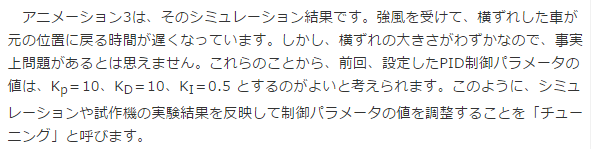 アニメーション3は、そのシミュレーション結果です。強風を受けて、横ずれした車が
元の位置に戻る時間が遅くなっています。しかし、横ずれの大きさがわずかなので、事実
上問題があるとは思えません。これらのことから、前回、設定したPID制御パラメータの
値は、Kp＝10、KD＝10、KI＝0.5 とするのがよいと考えられます。このように、シミュ
レーションや試作機の実験結果を反映して制御パラメータの値を調整することを「チュー
ニング」と呼びます。